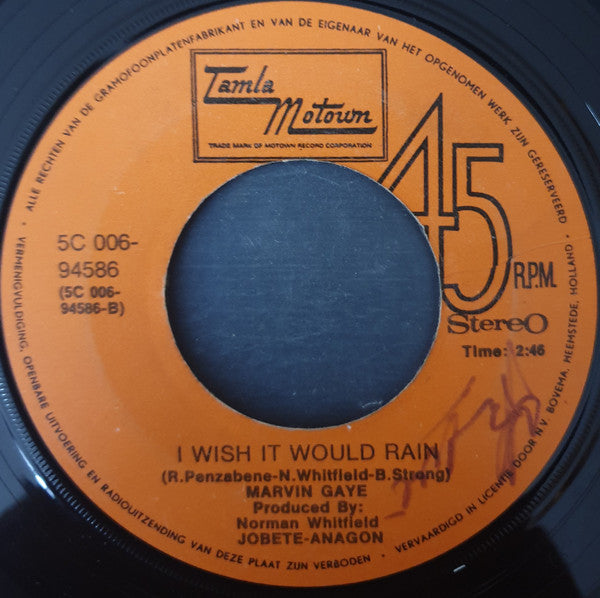 ALLE RECHTEN VAN DE GRAMOFOONPLATENFABRIKANT EN VAN DE EIGENAAR VAN HET OPGENOMEN WERK ZIJN GERESERVEERD
Tamla
Motown
TRADE MARK OF MOTOWN RECORD CORPORATION
45
R.P.M.
Stereo
Time: 2:46
5C 006-
94586
(5C 006-
94586-B)
I WISH IT WOULD RAIN
(R.Penzabene-N.Whitfield-B.Strong)
MARVIN GAYE
Produced By:
Norman Whitfield
JOBETE-ANAGON
· VERMENIGVULDIGING, OPENBARE UITVOERING EN RADIOUITZENDING VAN DEZE PLAAT ZIJN VERBODEN · VERVAARDIGD IN LICENTIE DOOR N.V. BOVEMA, HEEMSTEDE, HOLLAND ·